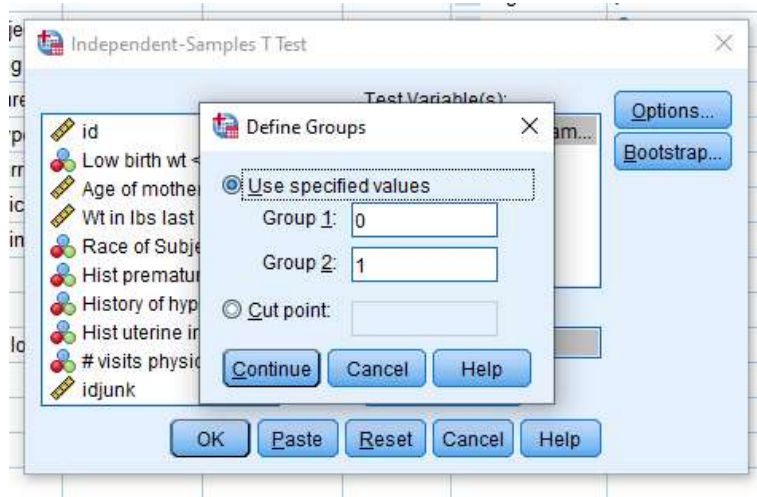 Independent-Samples T Test
Test Variable(s):
Options...
Bootstrap...
id
Low birth wt <
Age of mothe
Wt in lbs last
Race of Subje
Hist prematu
History of hyp
Hist uterine ir
# visits physic
idjunk
Define Groups
Use specified values
Group 1: 0
Group 2: 1
Cut point:
Continue Cancel Help
OK Paste Reset Cancel Help